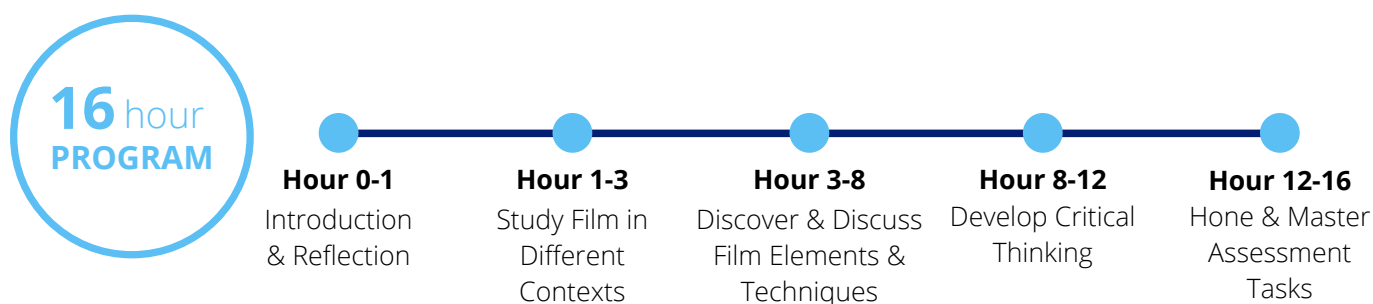 16 hour
PROGRAM
Hour 0-1
Introduction
& Reflection
Hour 1-3
Study Film in
Different
Contexts
Hour 3-8
Discover & Discuss
Film Elements &
Techniques
Hour 8-12
Develop Critical
Thinking
Hour 12-16
Hone & Master
Assessment
Tasks